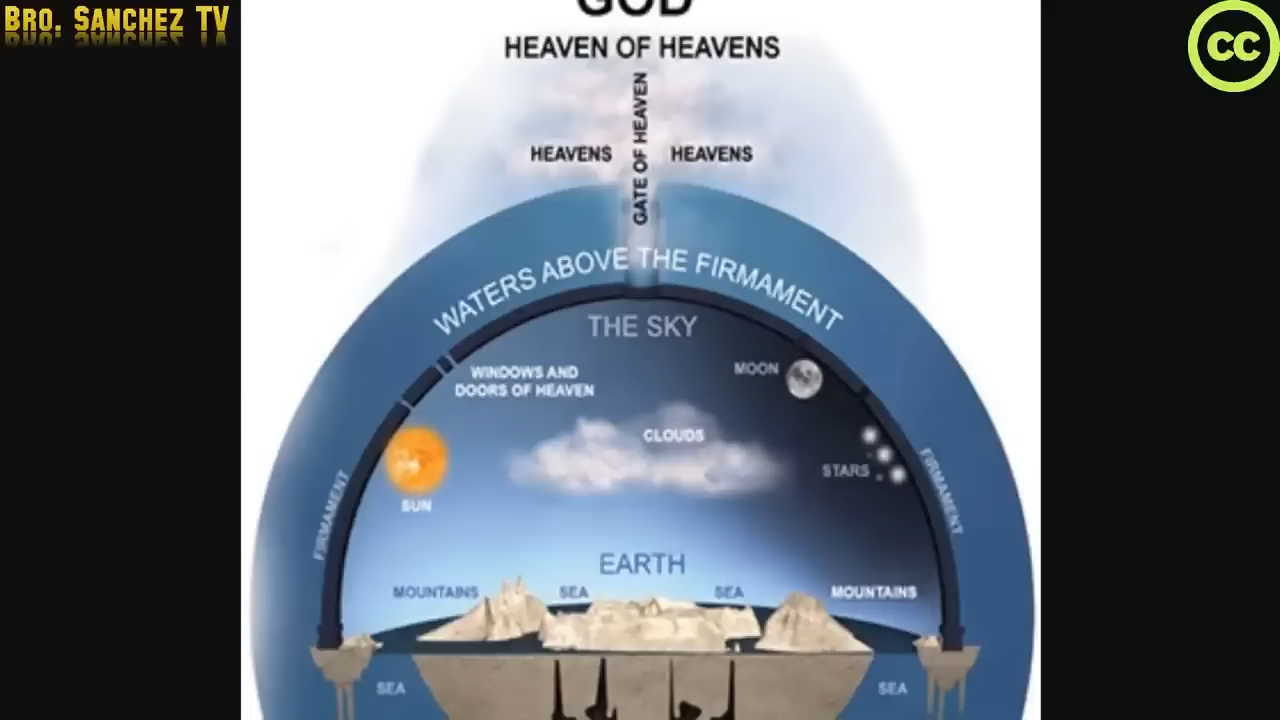 BRO. SANCHEZ TV
CC
GOD
HEAVEN OF HEAVENS
GATE OF HEAVEN
HEAVENS
HEAVENS
WATERS ABOVE THE FIRMAMENT
THE SKY
WINDOWS AND
DOORS OF HEAVEN
MOON
CLOUDS
STARS
SUN
FIRMAMENT
FIRMAMENT
EARTH
MOUNTAINS
SEA
SEA
MOUNTAINS
SEA
SEA